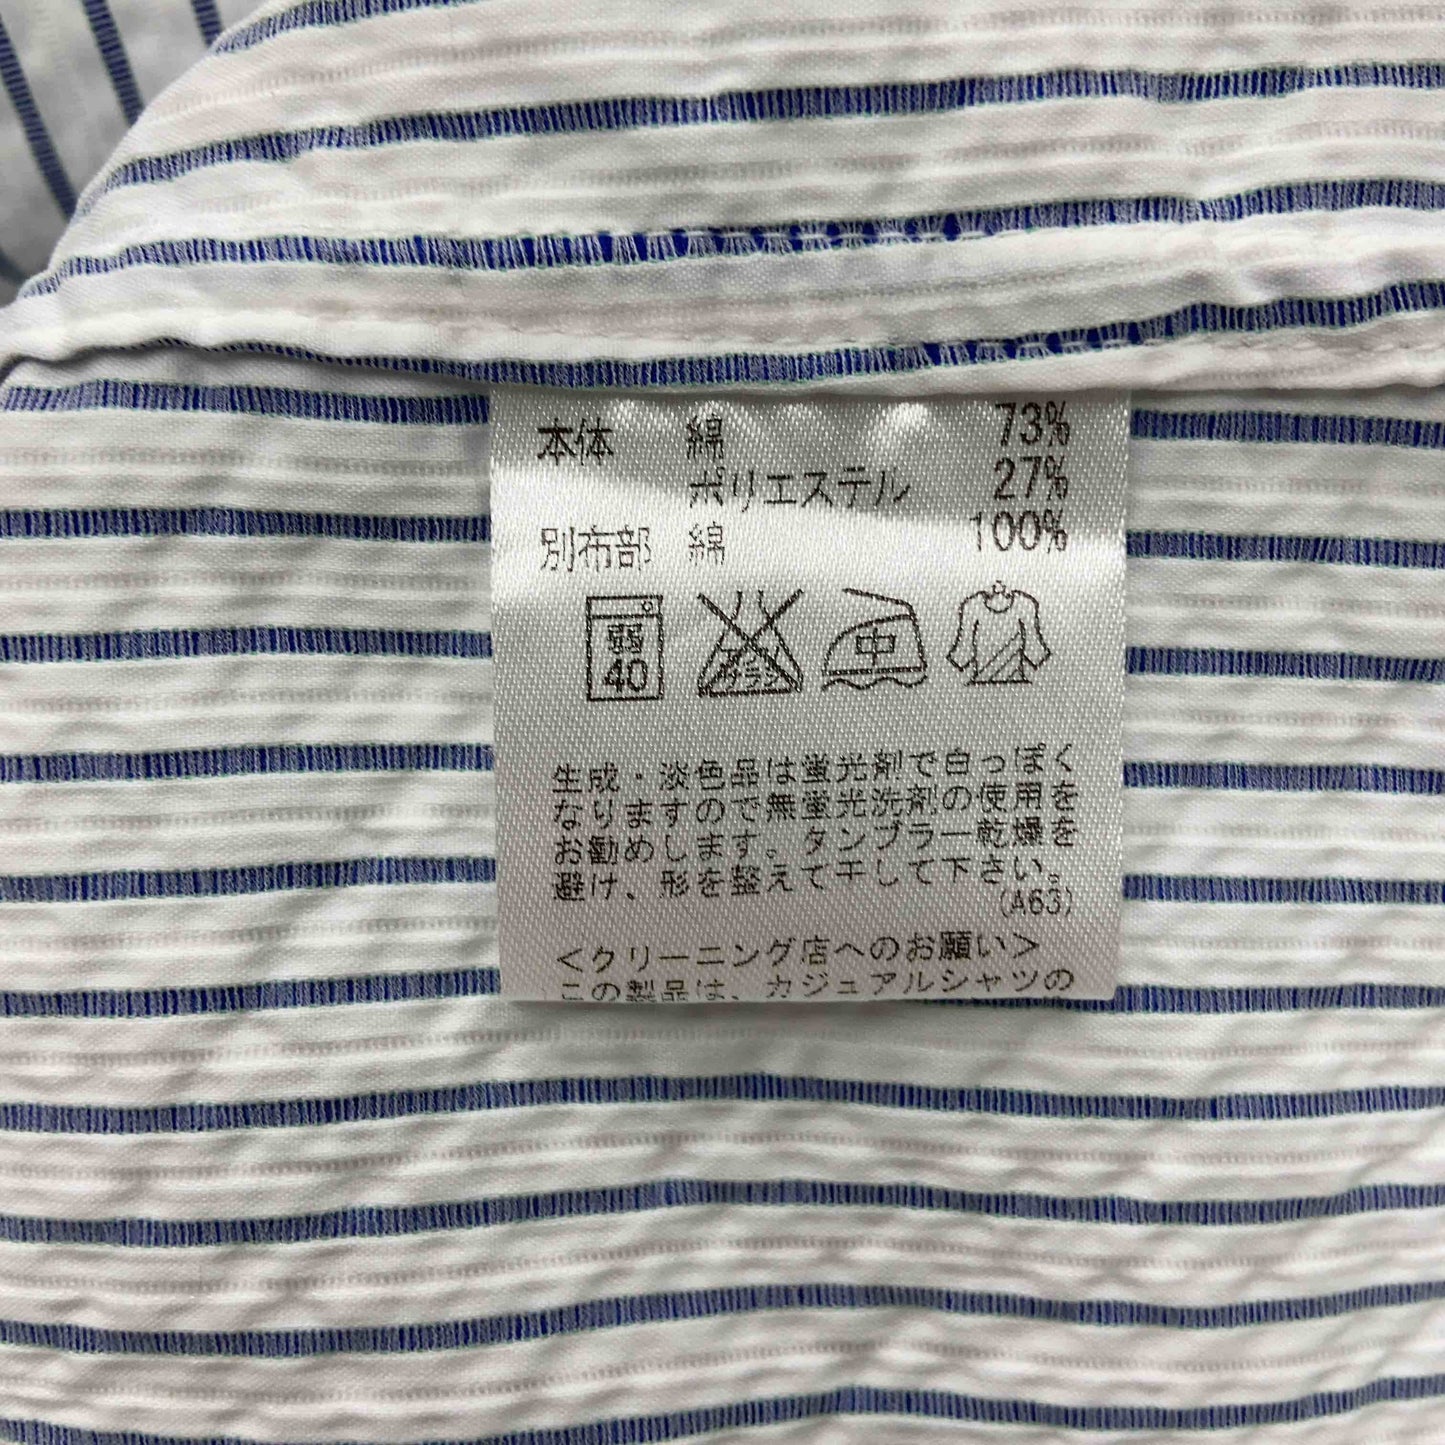 本体 綿 73%
ポリエステル 27%
別布部 綿 100%
弱 40 エンソサラシ 中
生成・淡色品は蛍光剤で白っぽく
なりますので無蛍光洗剤の使用を
お勧めします。タンブラー乾燥を
避け、形を整えて干して下さい。
(A63)
＜クリーニング店へのお願い＞
この製品は、カジュアルシャツの